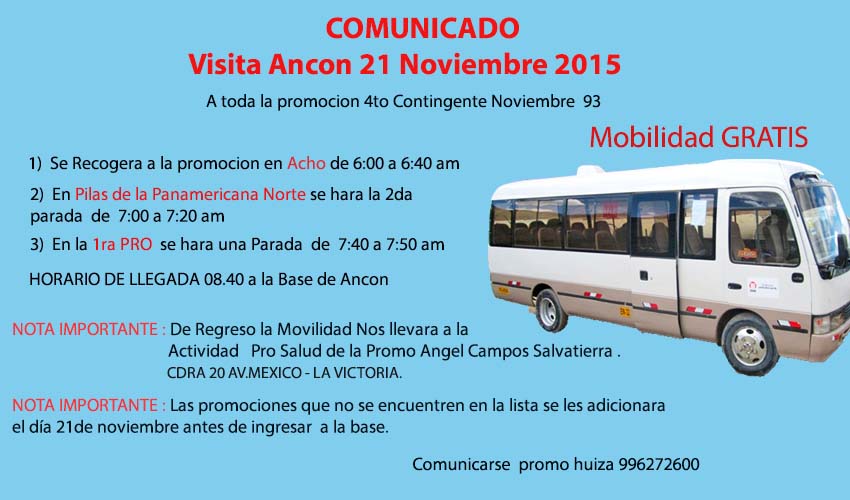 COMUNICADO
Visita Ancon 21 Noviembre 2015
A toda la promocion 4to Contingente Noviembre 93
Mobilidad GRATIS
1) Se Recogera a la promocion en Acho de 6:00 a 6:40 am
2) En Pilas de la Panamericana Norte se hara la 2da
parada de 7:00 a 7:20 am
3) En la 1ra PRO se hara una Parada de 7:40 a 7:50 am
HORARIO DE LLEGADA 08.40 a la Base de Ancon
NOTA IMPORTANTE : De Regreso la Movilidad Nos llevara a la
Actividad Pro Salud de la Promo Angel Campos Salvatierra .
CDRA 20 AV.MEXICO - LA VICTORIA.
NOTA IMPORTANTE : Las promociones que no se encuentren en la lista se les adicionara
el día 21de noviembre antes de ingresar a la base.
Comunicarse promo huiza 996272600